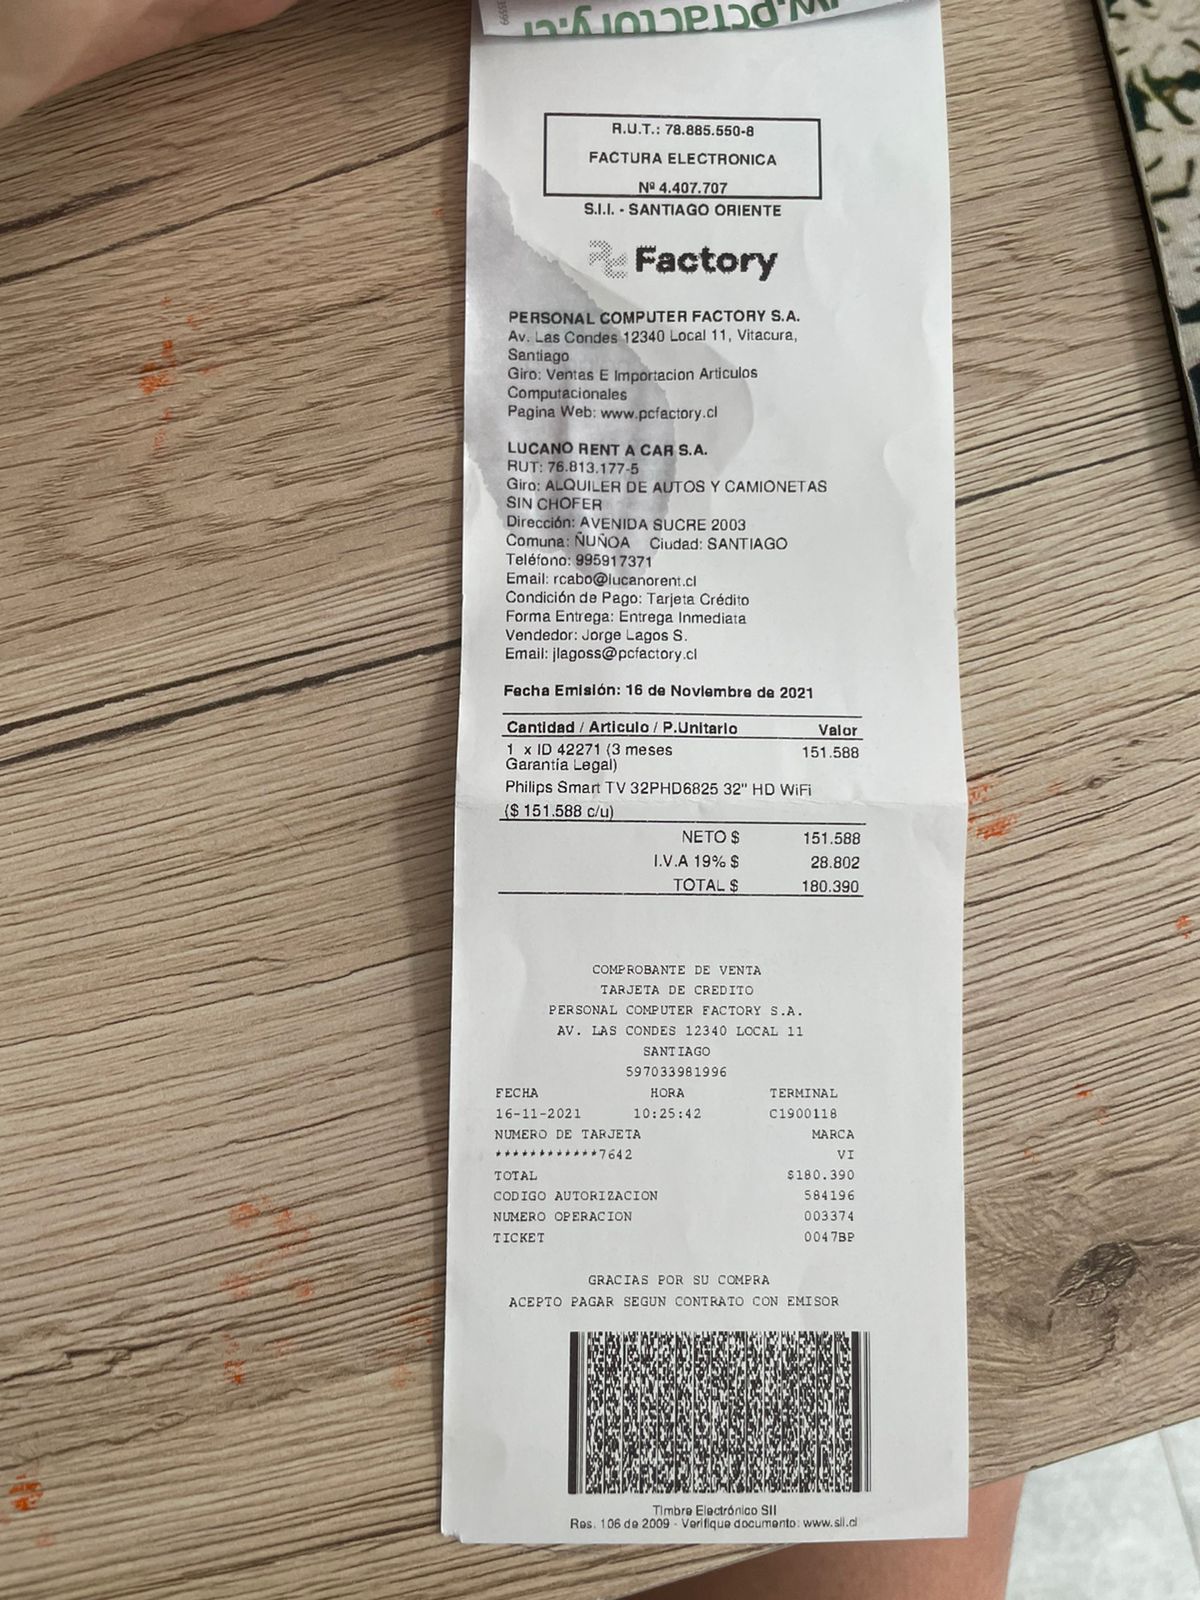 www.pcfactory.cl
R.U.T.: 78.885.550-8
FACTURA ELECTRONICA
Nº 4.407.707
S.I.I. - SANTIAGO ORIENTE
pc Factory
PERSONAL COMPUTER FACTORY S.A.
Av. Las Condes 12340 Local 11, Vitacura,
Santiago
Giro: Ventas E Importacion Articulos
Computacionales
Pagina Web: www.pcfactory.cl
LUCANO RENT A CAR S.A.
RUT: 76.813.177-5
Giro: ALQUILER DE AUTOS Y CAMIONETAS
SIN CHOFER
Dirección: AVENIDA SUCRE 2003
Comuna: ÑUÑOA Ciudad: SANTIAGO
Teléfono: 995917371
Email: rcabo@lucanorent.cl
Condición de Pago: Tarjeta Crédito
Forma Entrega: Entrega Inmediata
Vendedor: Jorge Lagos S.
Email: jlagoss@pcfactory.cl
Fecha Emisión: 16 de Noviembre de 2021
Cantidad / Articulo / P.Unitario Valor
1 x ID 42271 (3 meses 151.588
Garantía Legal)
Philips Smart TV 32PHD6825 32" HD WiFi
($ 151.588 c/u)
NETO $ 151.588
I.V.A 19% $ 28.802
TOTAL $ 180.390
COMPROBANTE DE VENTA
TARJETA DE CREDITO
PERSONAL COMPUTER FACTORY S.A.
AV. LAS CONDES 12340 LOCAL 11
SANTIAGO
597033981996
FECHA HORA TERMINAL
16-11-2021 10:25:42 C1900118
NUMERO DE TARJETA MARCA
************7642 VI
TOTAL $180.390
CODIGO AUTORIZACION 584196
NUMERO OPERACION 003374
TICKET 0047BP
GRACIAS POR SU COMPRA
ACEPTO PAGAR SEGUN CONTRATO CON EMISOR
Timbre Electrónico SII
Res. 106 de 2009 - Verifique documento: www.sii.cl